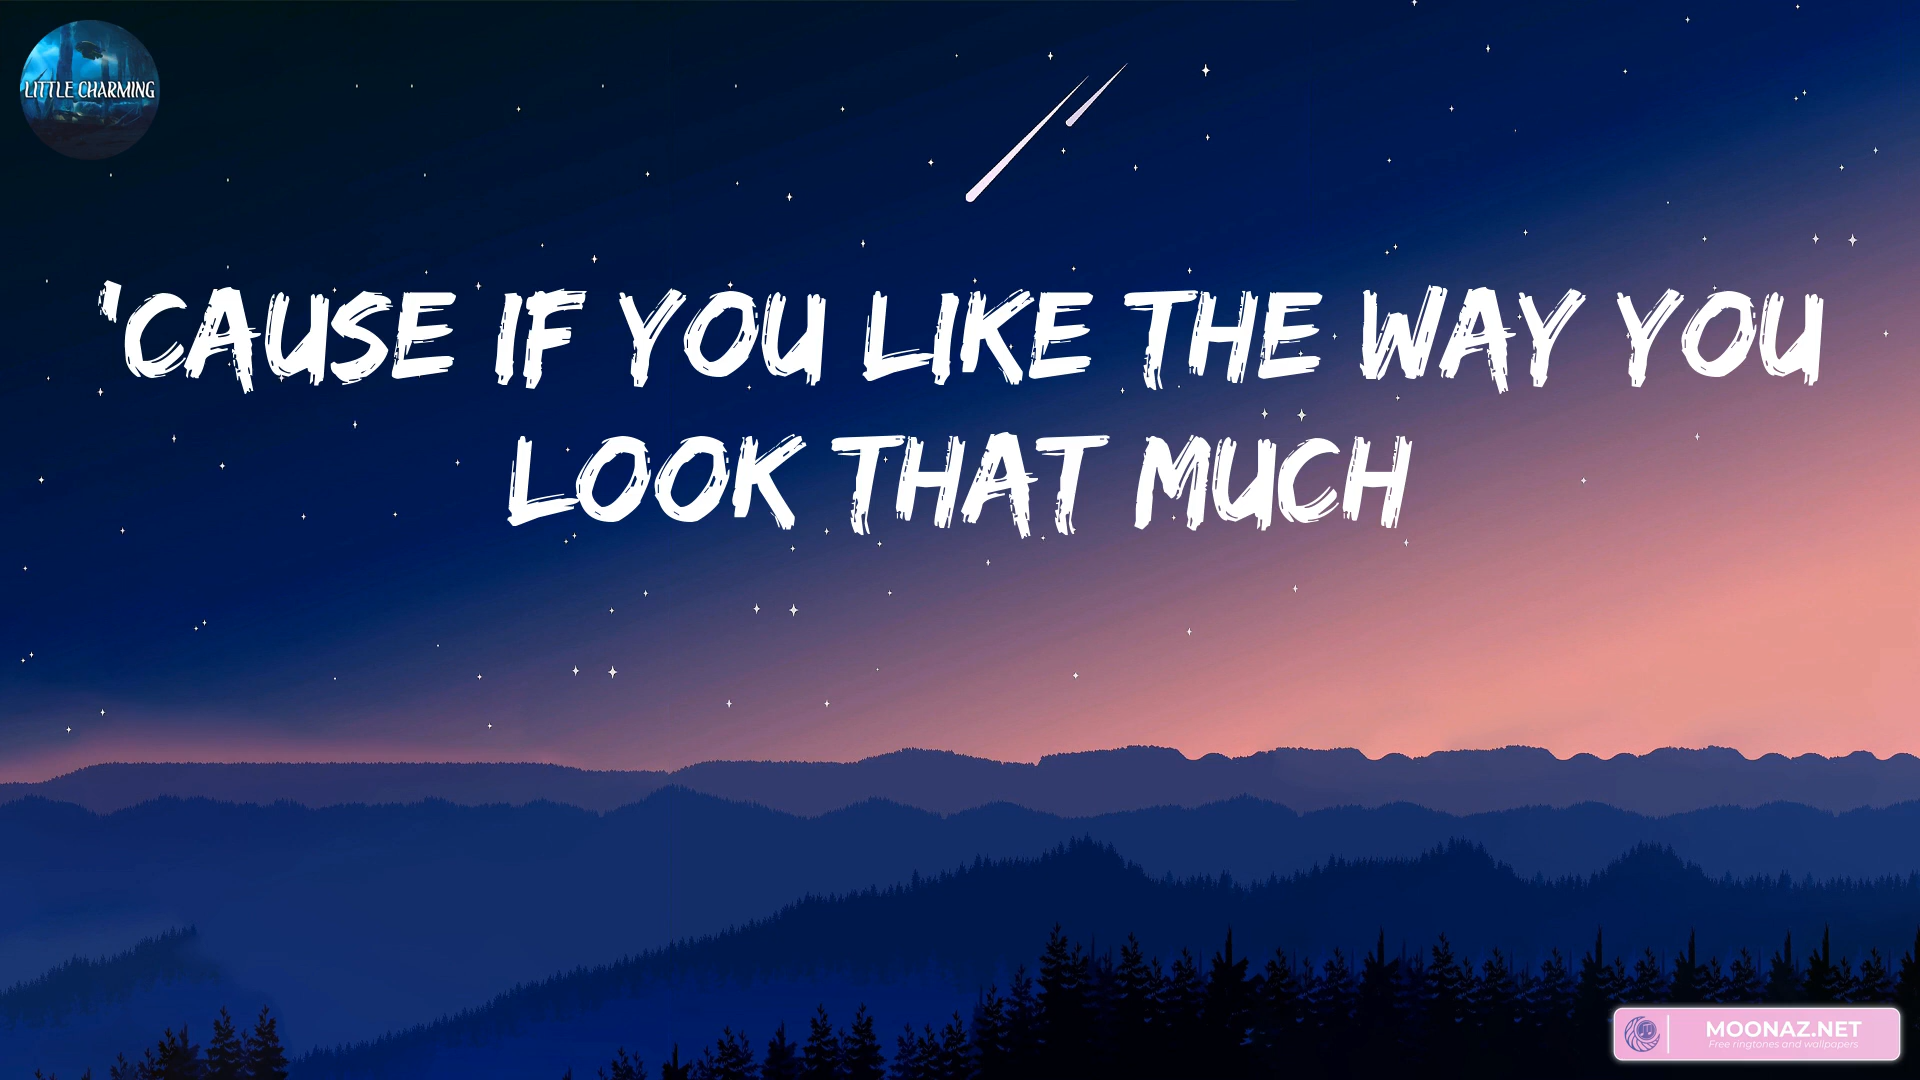 LITTLE CHARMING
'CAUSE IF YOU LIKE THE WAY YOU
LOOK THAT MUCH
MOONAZ.NET
Free ringtones and wallpapers